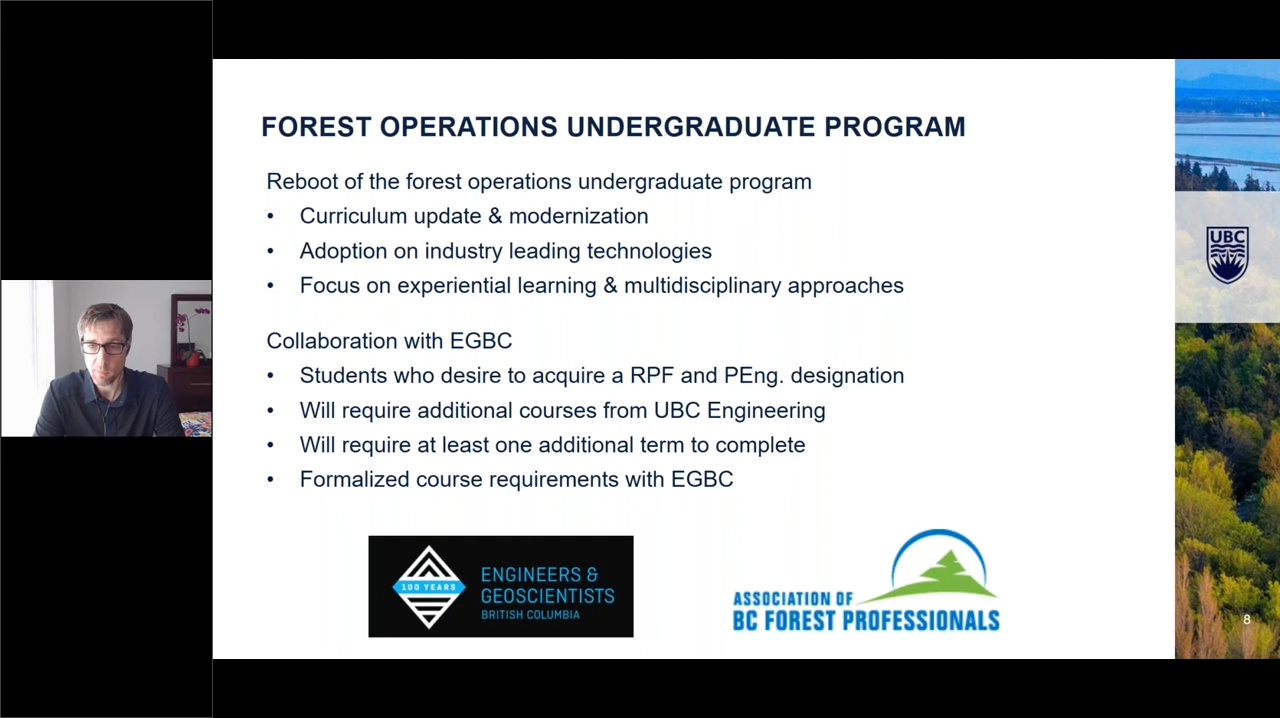 FOREST OPERATIONS UNDERGRADUATE PROGRAM
Reboot of the forest operations undergraduate program
• Curriculum update & modernization
• Adoption on industry leading technologies
• Focus on experiential learning & multidisciplinary approaches
Collaboration with EGBC
• Students who desire to acquire a RPF and PEng. designation
• Will require additional courses from UBC Engineering
• Will require at least one additional term to complete
• Formalized course requirements with EGBC
100 YEARS
ENGINEERS &
GEOSCIENTISTS
BRITISH COLUMBIA
ASSOCIATION OF
BC FOREST PROFESSIONALS
UBC
8